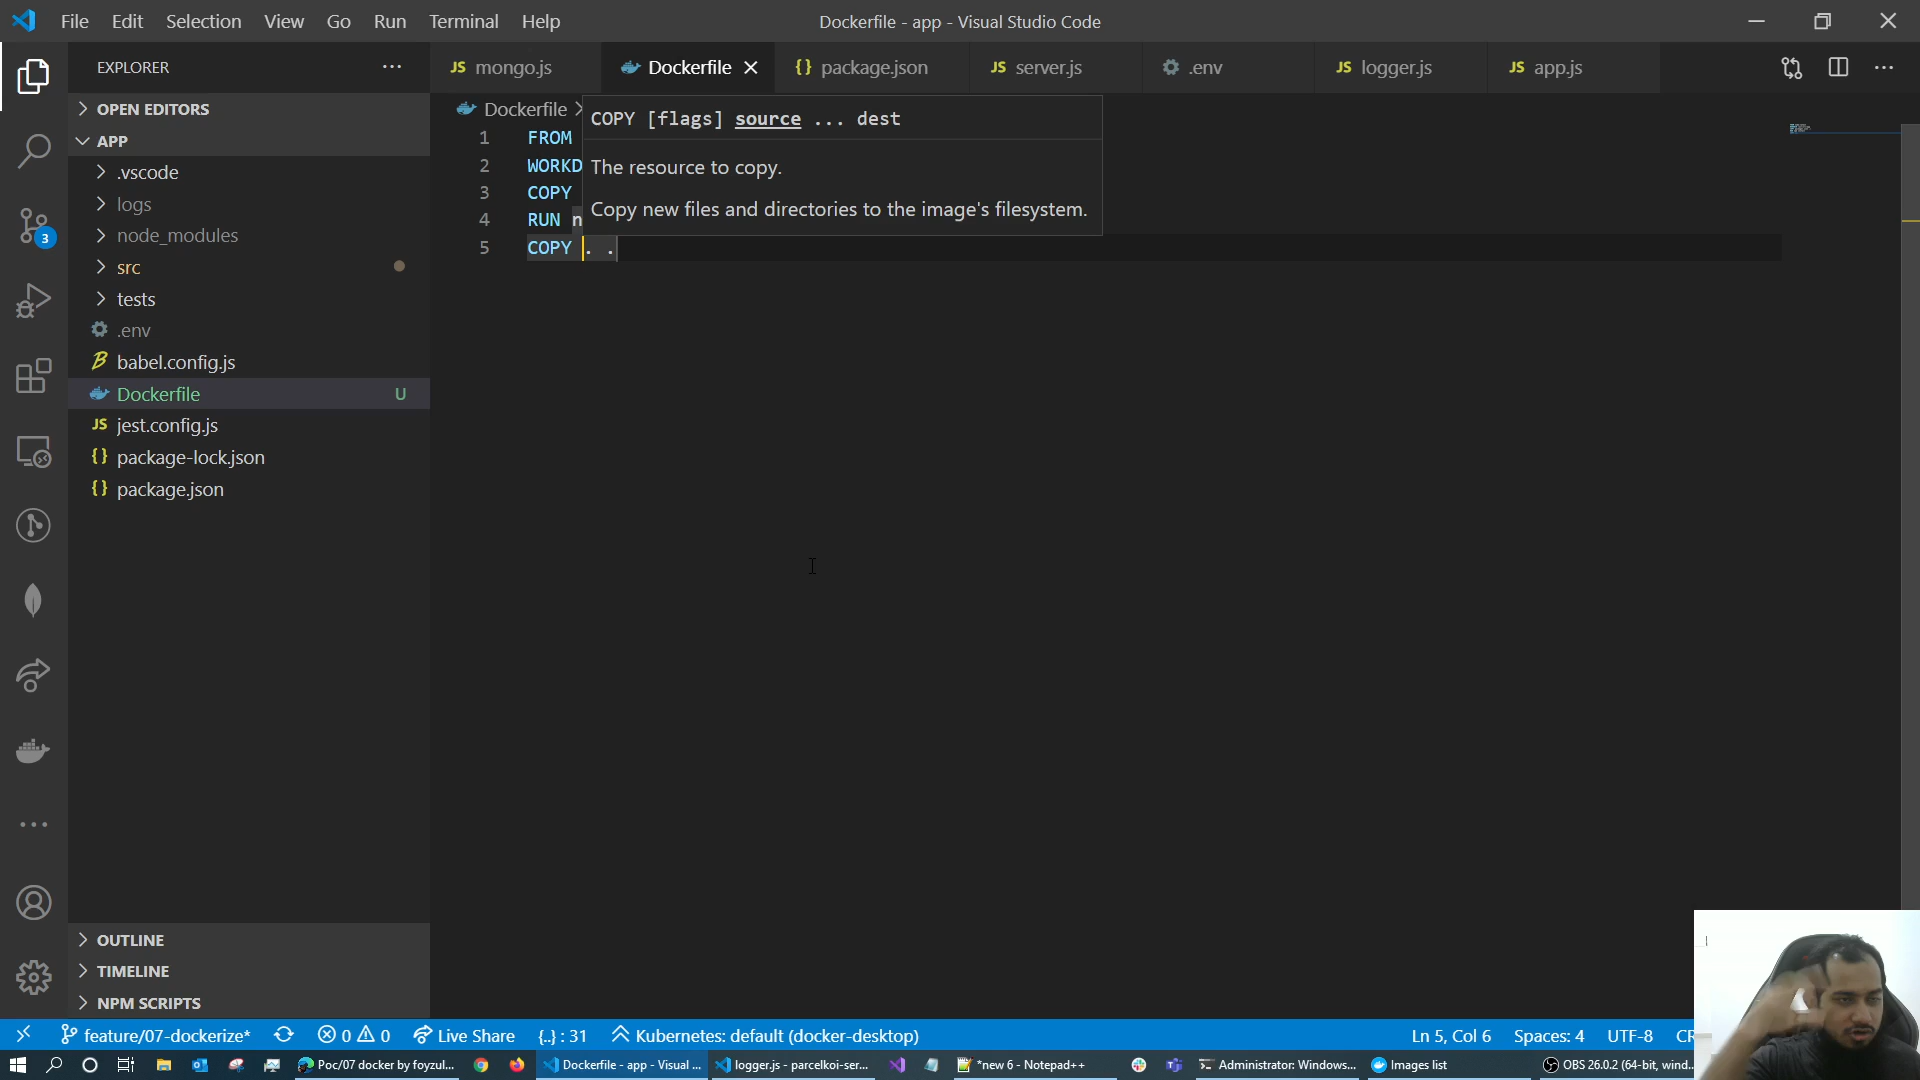 File Edit Selection View Go Run Terminal Help
Dockerfile - app - Visual Studio Code
EXPLORER
JS mongo.js
Dockerfile
{} package.json
JS server.js
.env
JS logger.js
JS app.js
OPEN EDITORS
APP
.vscode
logs
node_modules
src
tests
.env
babel.config.js
Dockerfile U
JS jest.config.js
{} package-lock.json
{} package.json
OUTLINE
TIMELINE
NPM SCRIPTS
3
Dockerfile
COPY [flags] source ... dest
The resource to copy.
Copy new files and directories to the image's filesystem.
1 FROM
2 WORKD
3 COPY
4 RUN n
5 COPY . .
feature/07-dockerize* 0 0 Live Share {..} : 31 Kubernetes: default (docker-desktop)
Ln 5, Col 6 Spaces: 4 UTF-8 CR
Poc/07 docker by foyzul...
Dockerfile - app - Visual ...
logger.js - parcelkoi-ser...
*new 6 - Notepad++
Administrator: Windows...
Images list
OBS 26.0.2 (64-bit, wind...